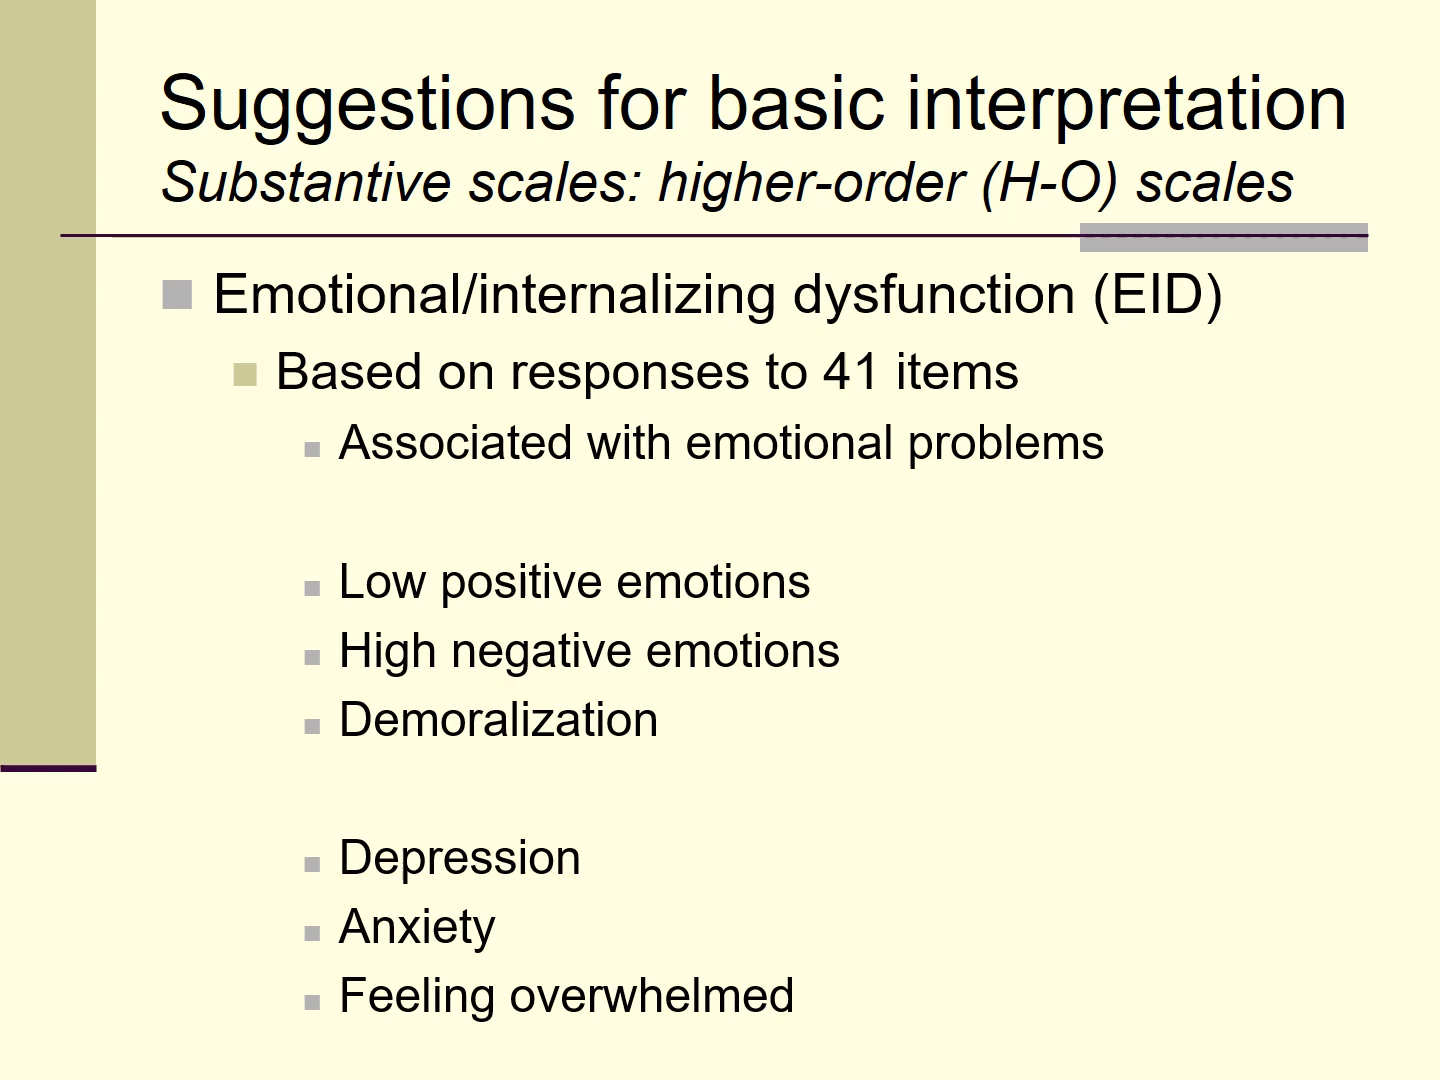 Suggestions for basic interpretation
Substantive scales: higher-order (H-O) scales
Emotional/internalizing dysfunction (EID)
Based on responses to 41 items
Associated with emotional problems
Low positive emotions
High negative emotions
Demoralization
Depression
Anxiety
Feeling overwhelmed